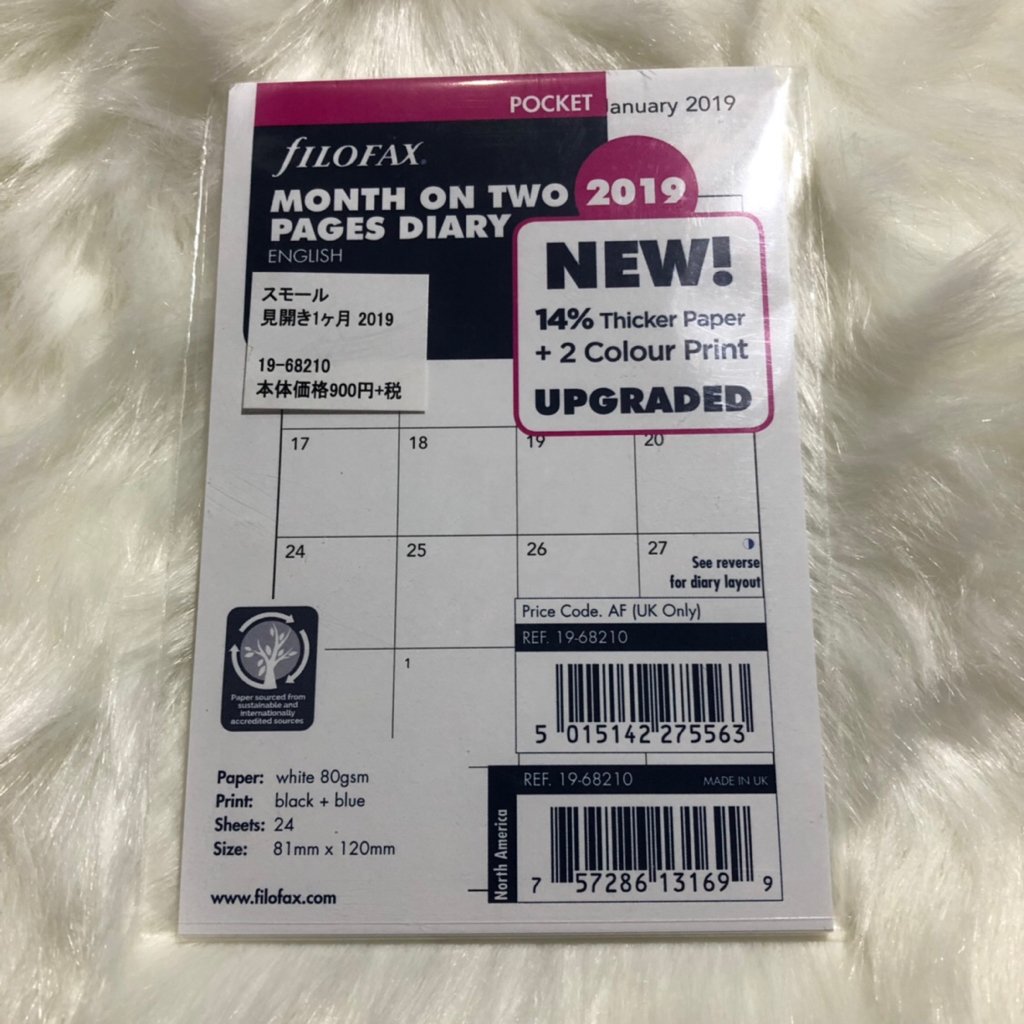 POCKET
January 2019
fILOFAX
MONTH ON TWO
PAGES DIARY
2019
ENGLISH
NEW!
14% Thicker Paper
+ 2 Colour Print
UPGRADED
スモール
見開き1ヶ月 2019
19-68210
本体価格900円+税
17 18 19 20
24 25 26 27
See reverse
for diary layout
1
Price Code. AF (UK Only)
REF. 19-68210
5 015142 275563
Paper sourced from
sustainable and
internationally
accredited sources
Paper: white 80gsm
Print: black + blue
Sheets: 24
Size: 81mm x 120mm
www.filofax.com
REF. 19-68210 MADE IN UK
North America
7 57286 13169 9